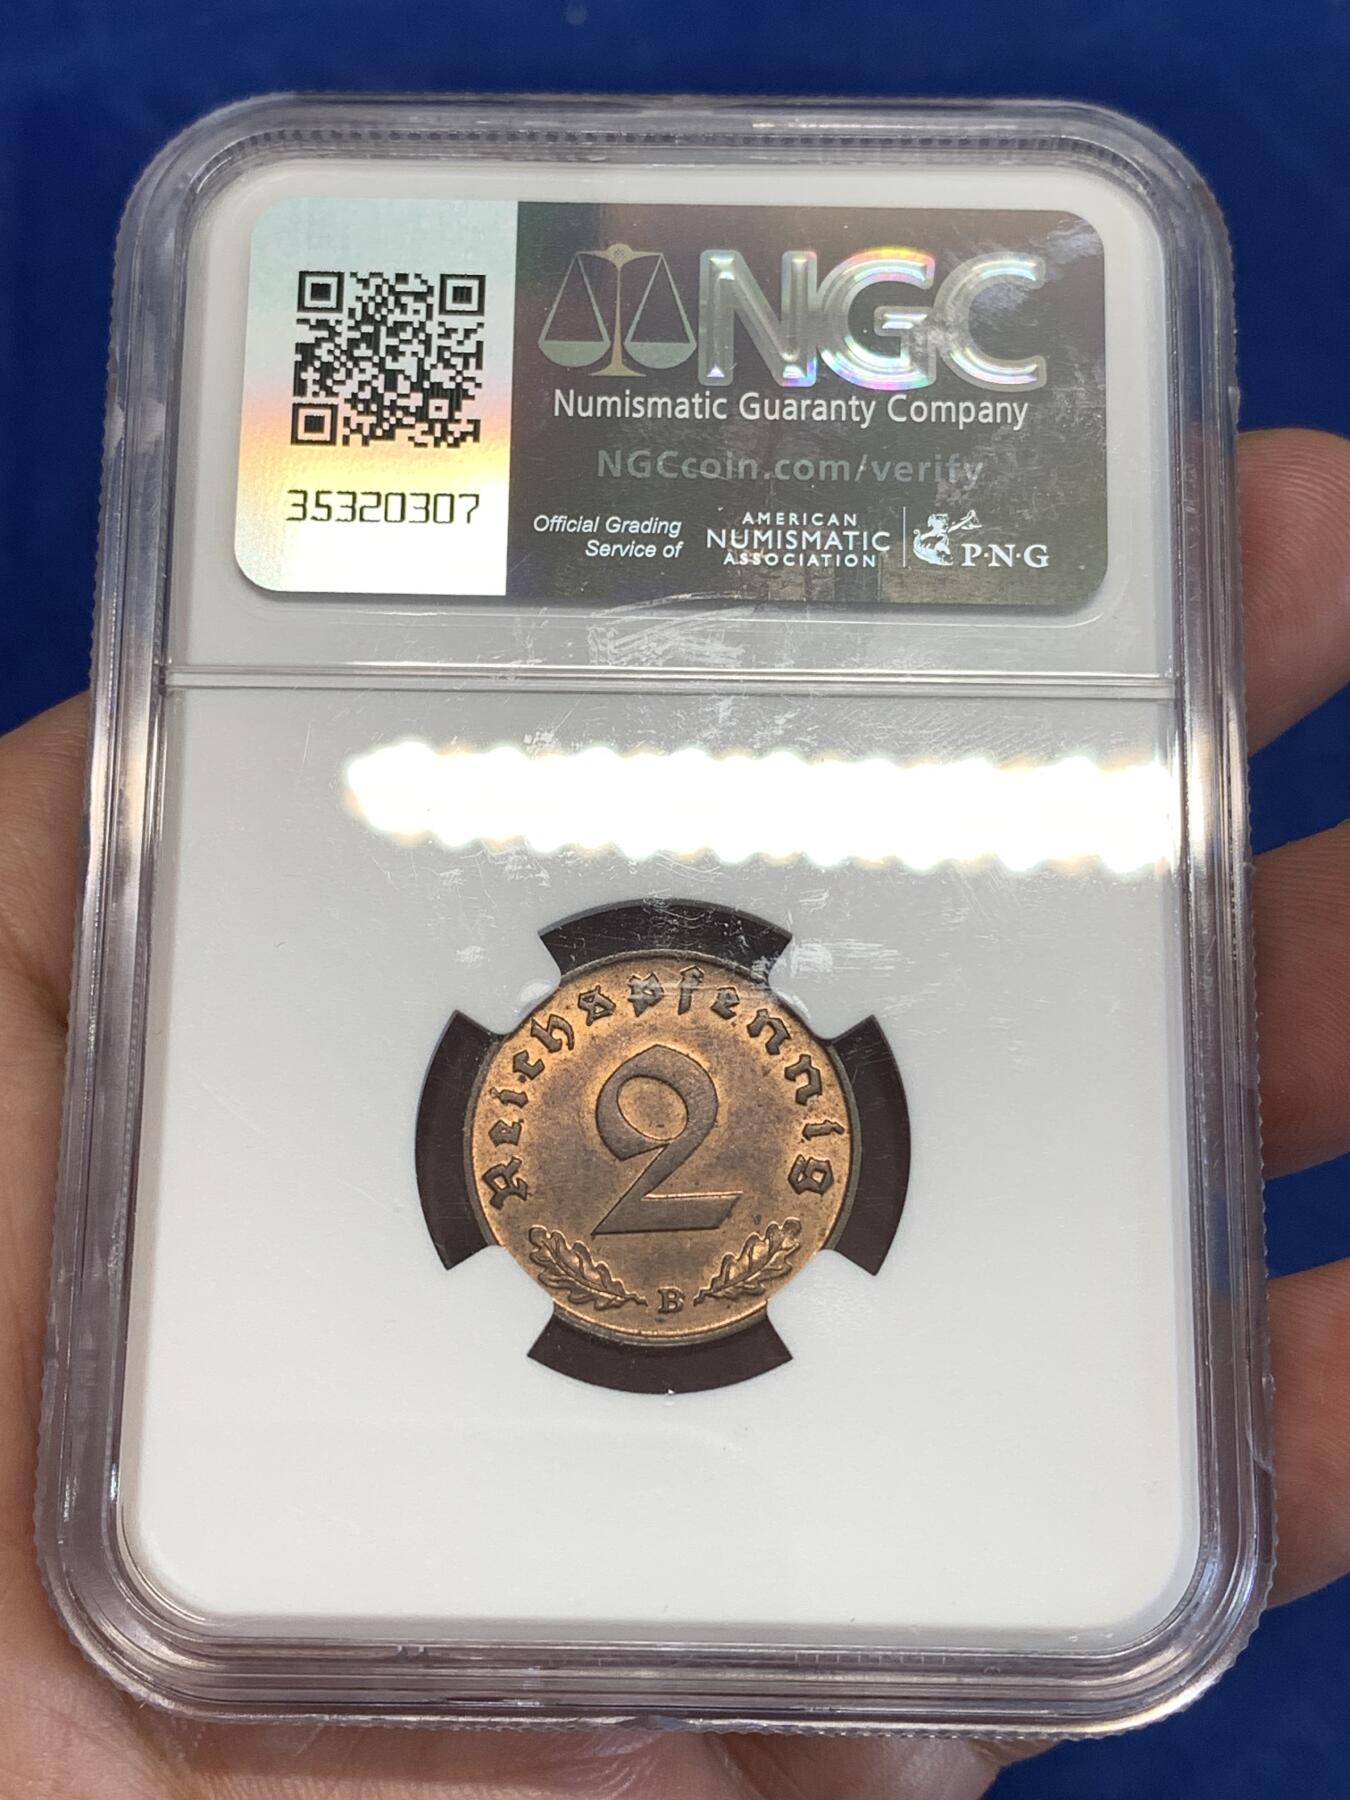 NGC
Numismatic Guaranty Company
NGCcoin.com/verify
35320307
Official Grading
Service of
AMERICAN
NUMISMATIC
ASSOCIATION
P·N·G
Reichspfennig
2
B